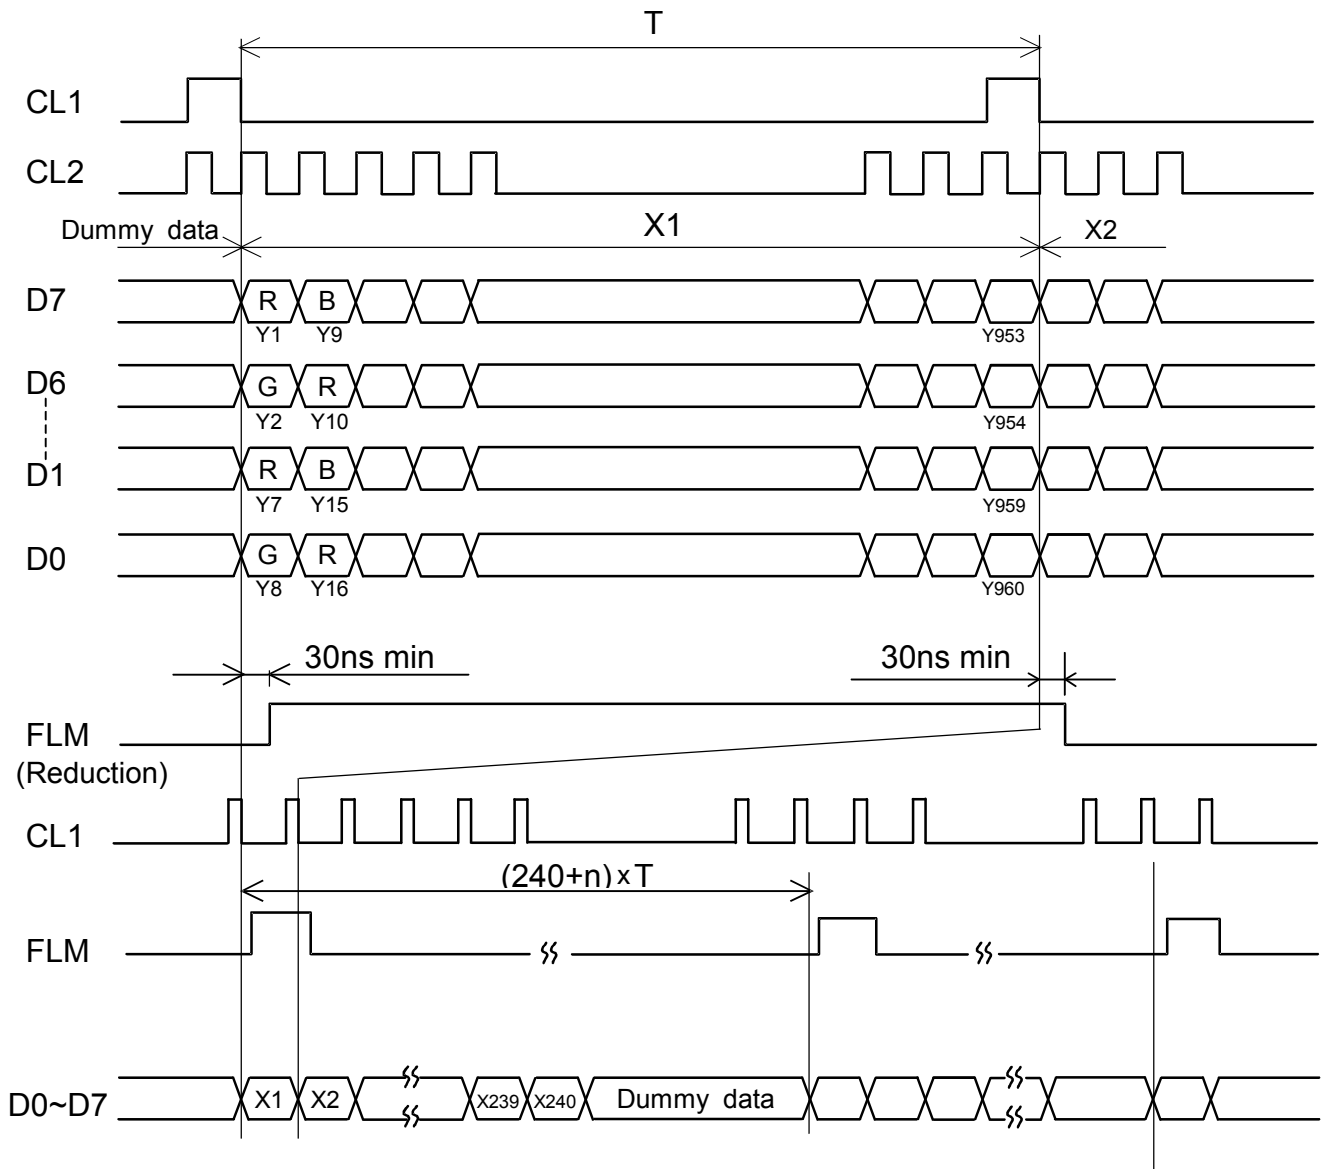 T
CL1
CL2
Dummy data X1 X2
D7 R B
Y1 Y9 Y953
D6 G R
Y2 Y10 Y954
D1 R B
Y7 Y15 Y959
D0 G R
Y8 Y16 Y960
30ns min 30ns min
FLM
(Reduction)
CL1
(240+n)×T
FLM
D0~D7 X1 X2 X239 X240 Dummy data